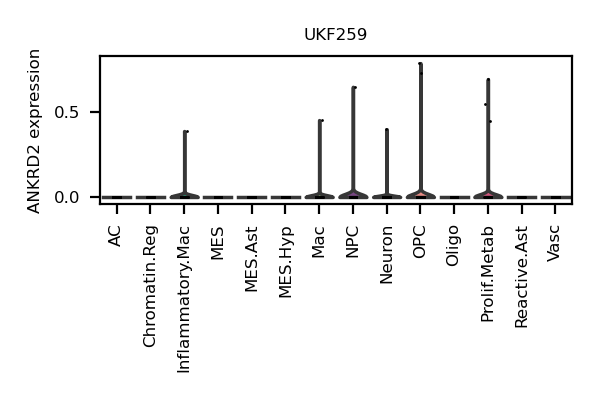 UKF259
ANKRD2 expression
0.5
0.0
AC
Chromatin.Reg
Inflammatory.Mac
MES
MES.Ast
MES.Hyp
Mac
NPC
Neuron
OPC
Oligo
Prolif.Metab
Reactive.Ast
Vasc